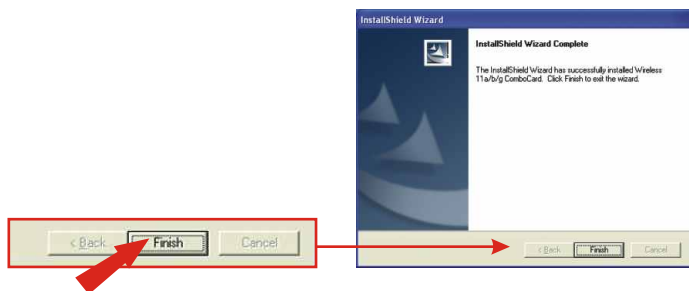 InstallShield Wizard
InstallShield Wizard Complete
The InstallShield Wizard has successfully installed Wireless
11a/b/g ComboCard. Click Finish to exit the wizard.
< Back Finish Cancel
< Back Finish Cancel